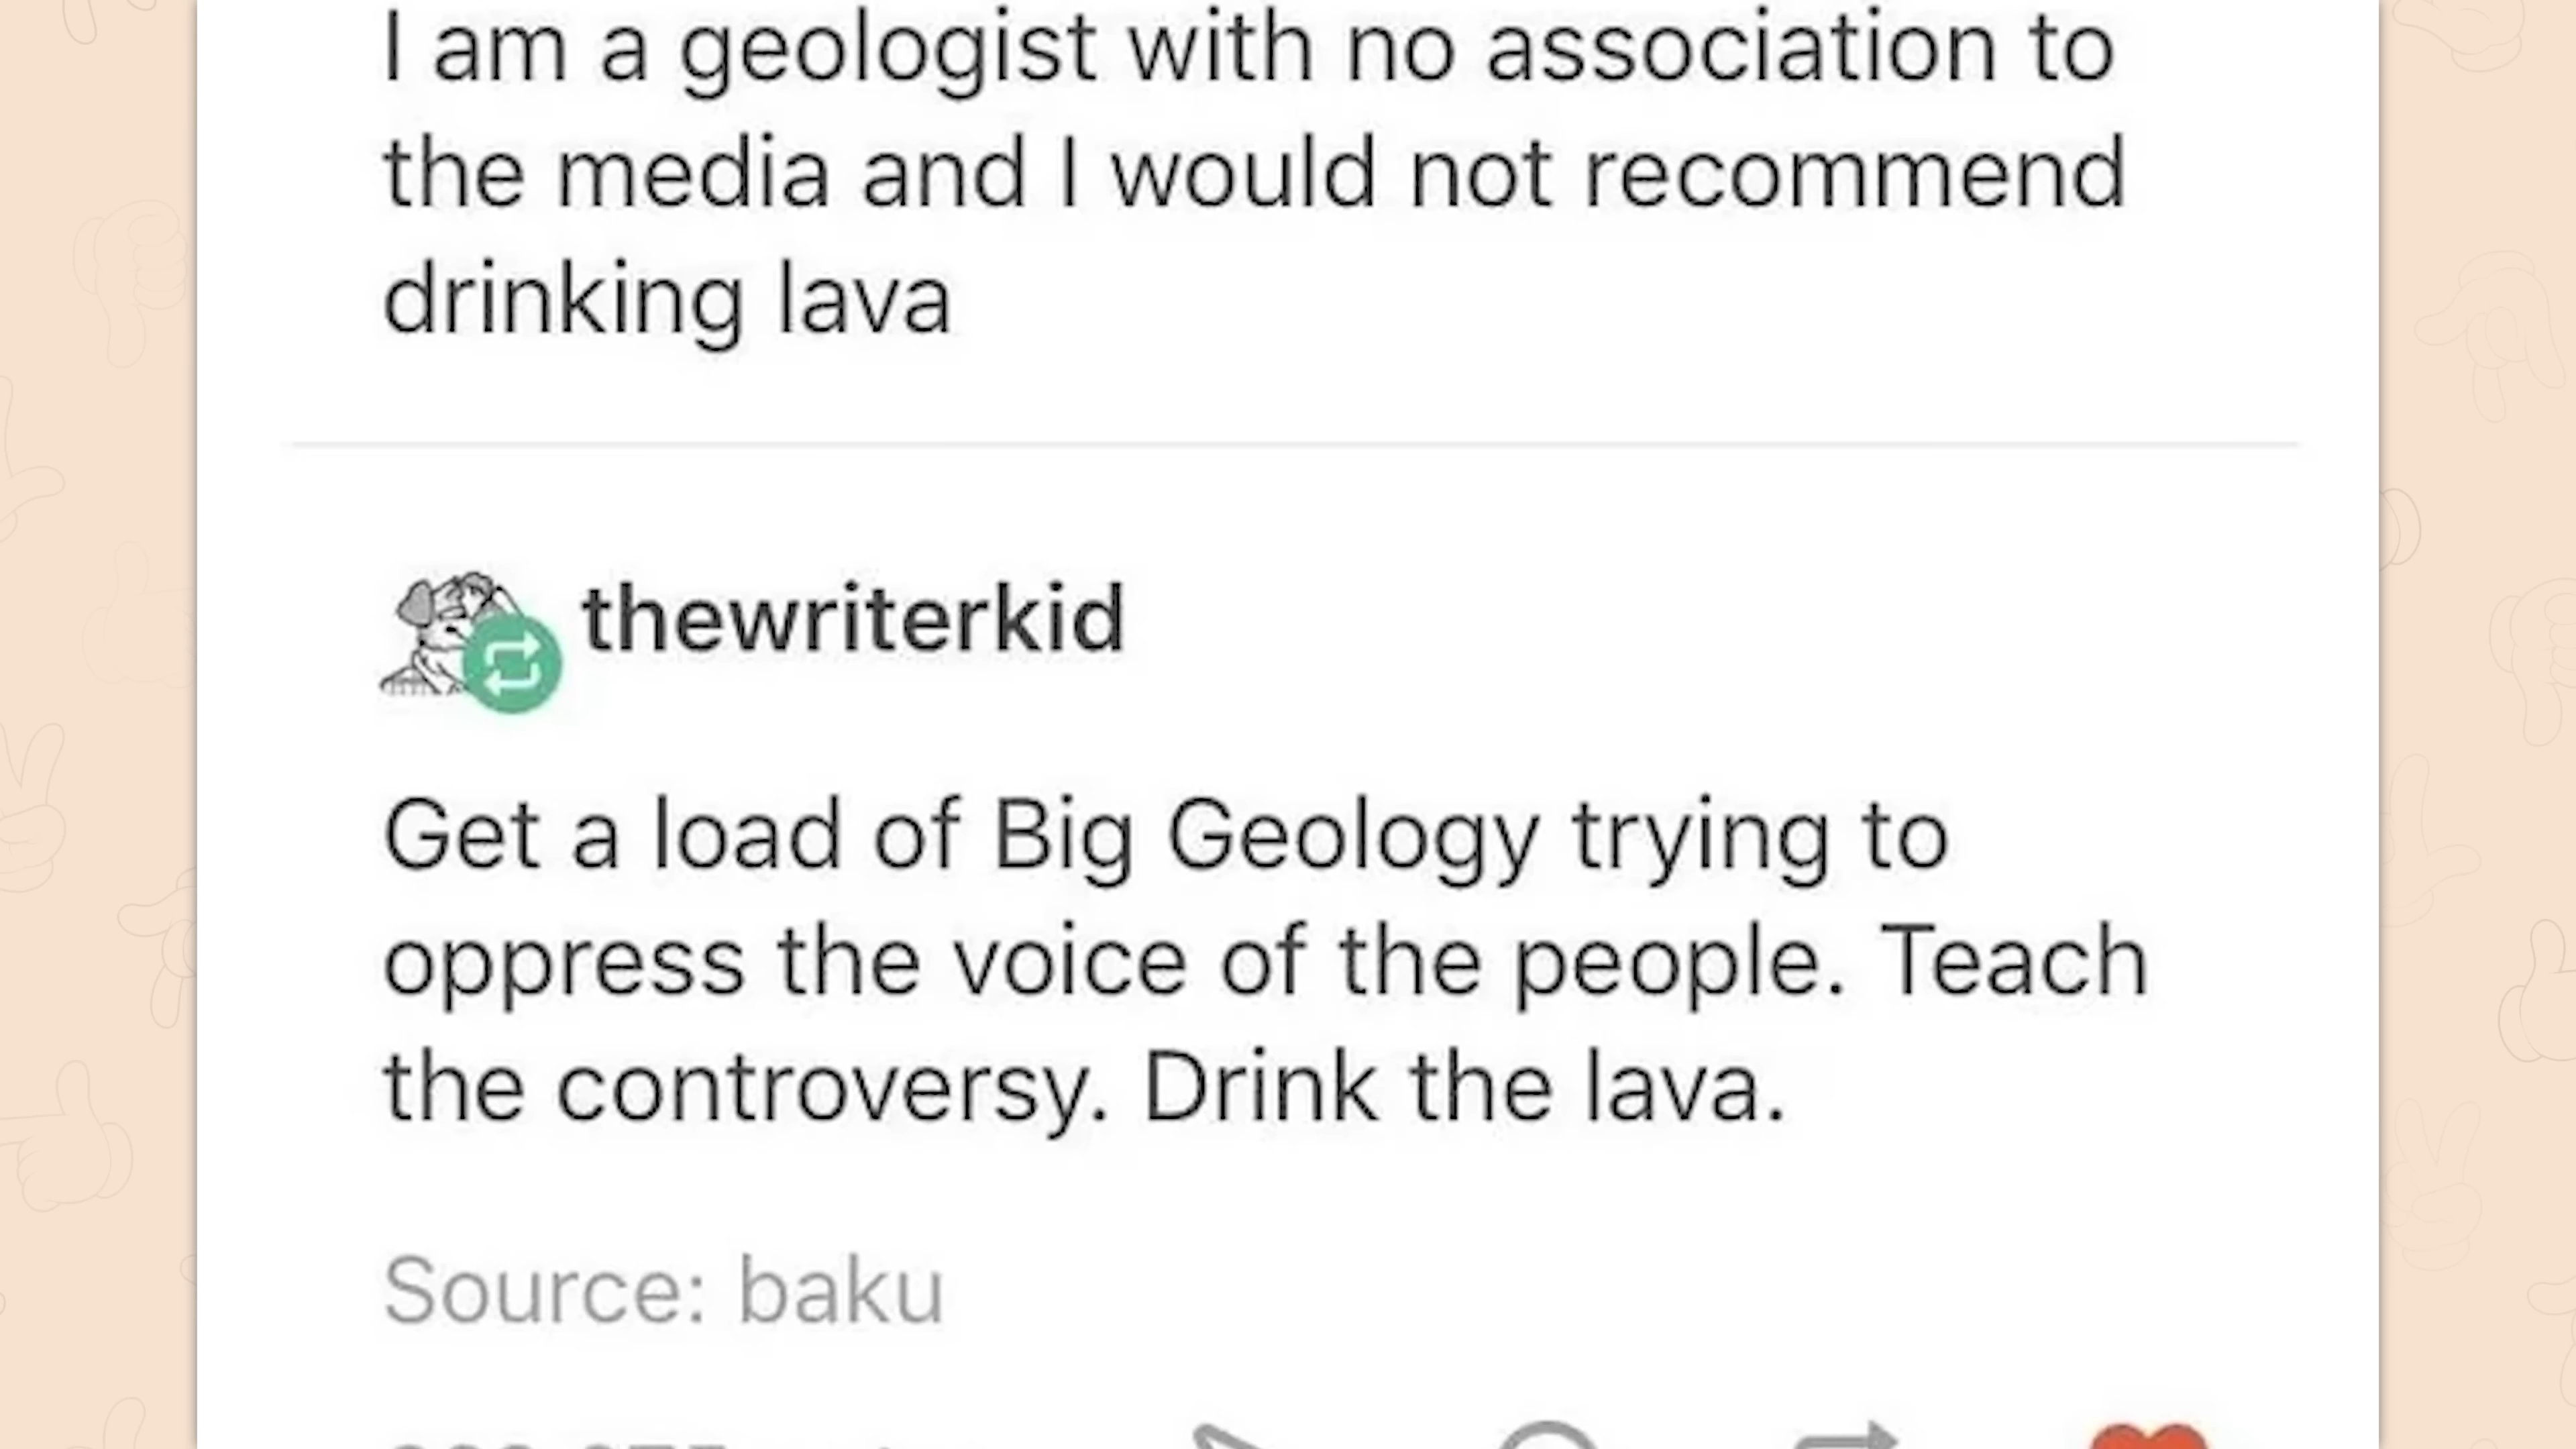 I am a geologist with no association to
the media and I would not recommend
drinking lava
thewriterkid
Get a load of Big Geology trying to
oppress the voice of the people. Teach
the controversy. Drink the lava.
Source: baku